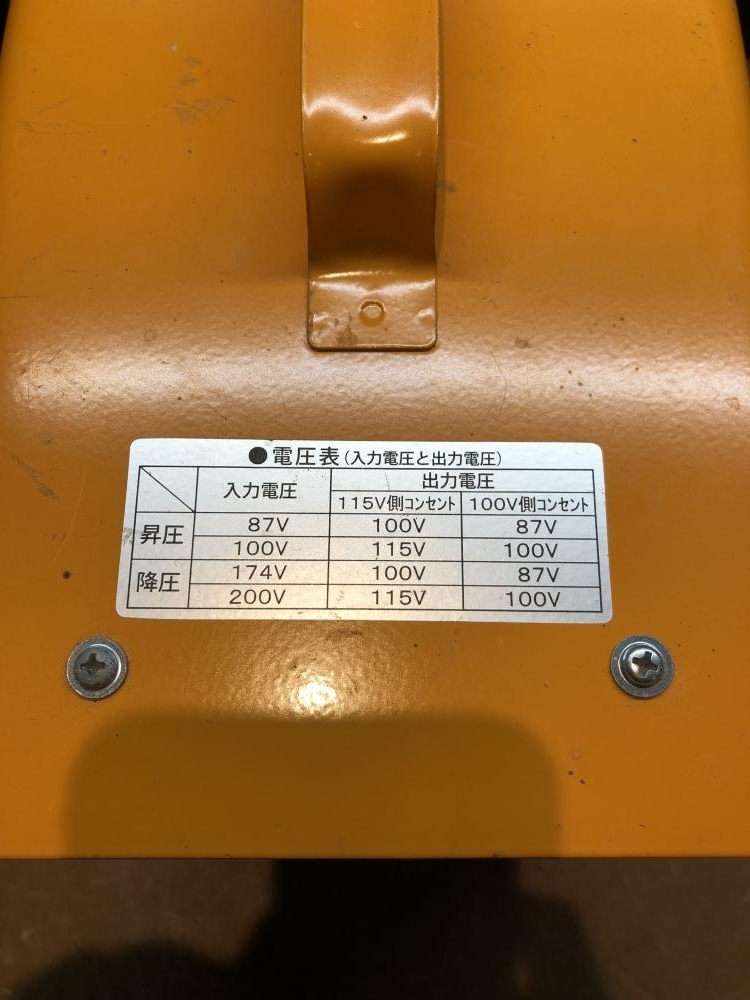 ●電圧表(入力電圧と出力電圧)
入力電圧 出力電圧
115V側コンセント 100V側コンセント
昇圧 87V 100V 87V
100V 115V 100V
降圧 174V 100V 87V
200V 115V 100V